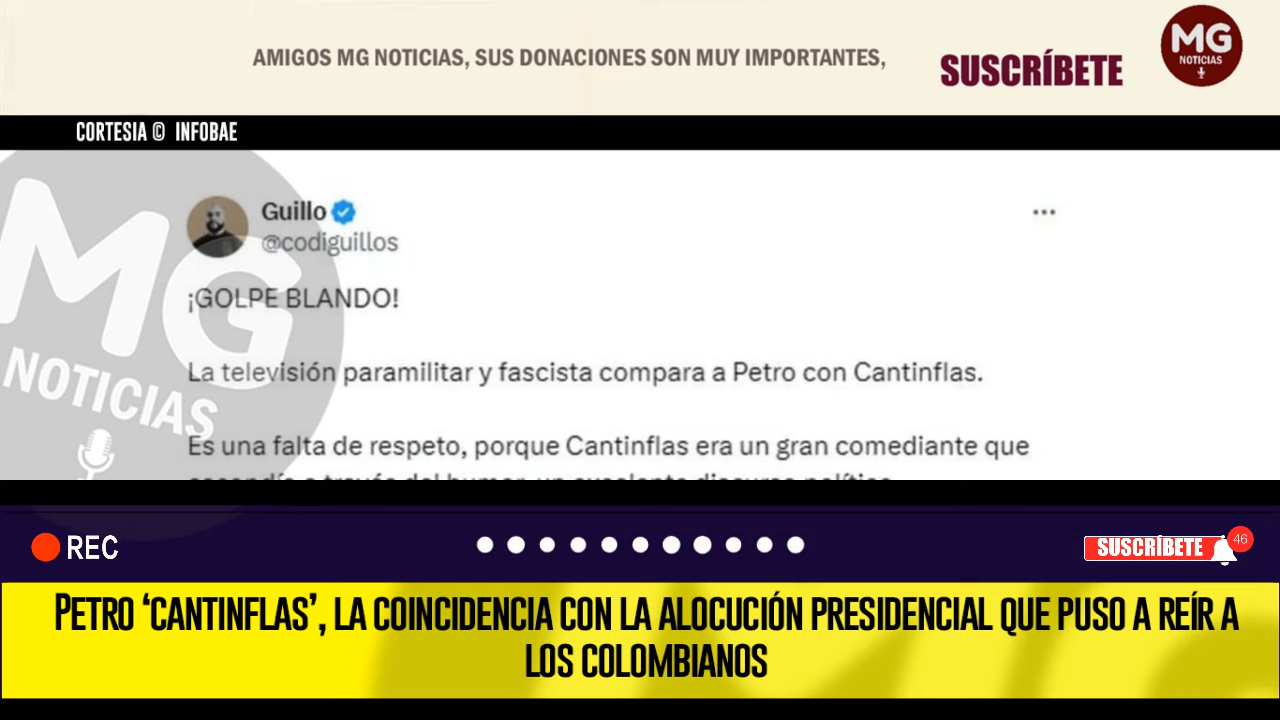 AMIGOS MG NOTICIAS, SUS DONACIONES SON MUY IMPORTANTES,
SUSCRÍBETE
MG
NOTICIAS
CORTESIA © INFOBAE
MG
NOTICIAS
Guillo
@codiguillos
¡GOLPE BLANDO!
La televisión paramilitar y fascista compara a Petro con Cantinflas.
Es una falta de respeto, porque Cantinflas era un gran comediante que
REC
SUSCRÍBETE
46
PETRO ‘CANTINFLAS’, LA COINCIDENCIA CON LA ALOCUCIÓN PRESIDENCIAL QUE PUSO A REÍR A
LOS COLOMBIANOS